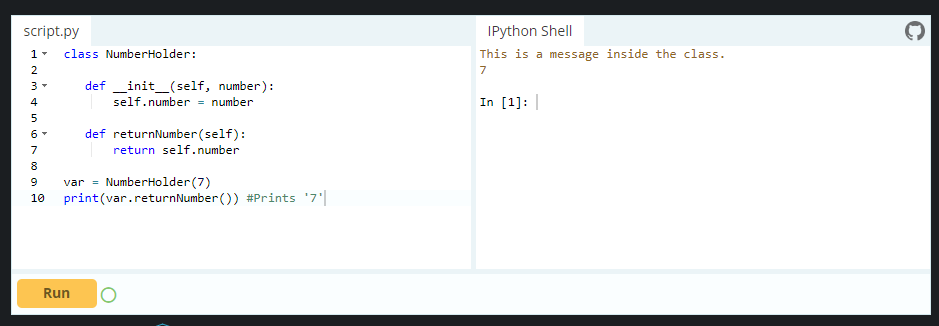 script.py
1 class NumberHolder:
2
3 def __init__(self, number):
4 self.number = number
5
6 def returnNumber(self):
7 return self.number
8
9 var = NumberHolder(7)
10 print(var.returnNumber()) #Prints '7'
IPython Shell
This is a message inside the class.
7
In [1]:
Run